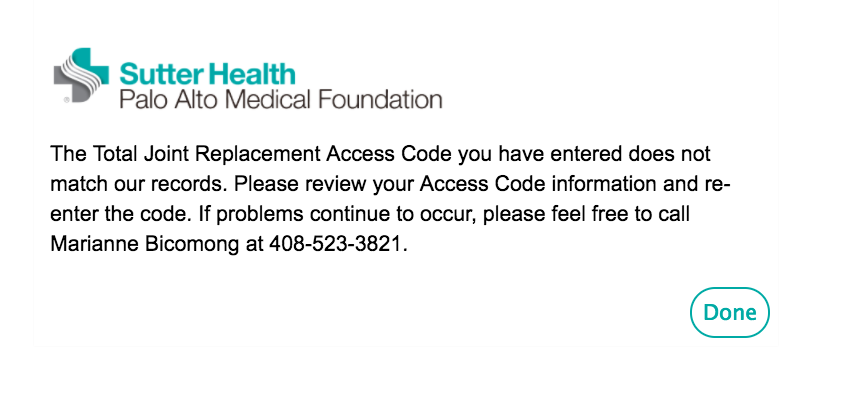 Sutter Health
Palo Alto Medical Foundation
The Total Joint Replacement Access Code you have entered does not
match our records. Please review your Access Code information and re-
enter the code. If problems continue to occur, please feel free to call
Marianne Bicomong at 408-523-3821.
Done